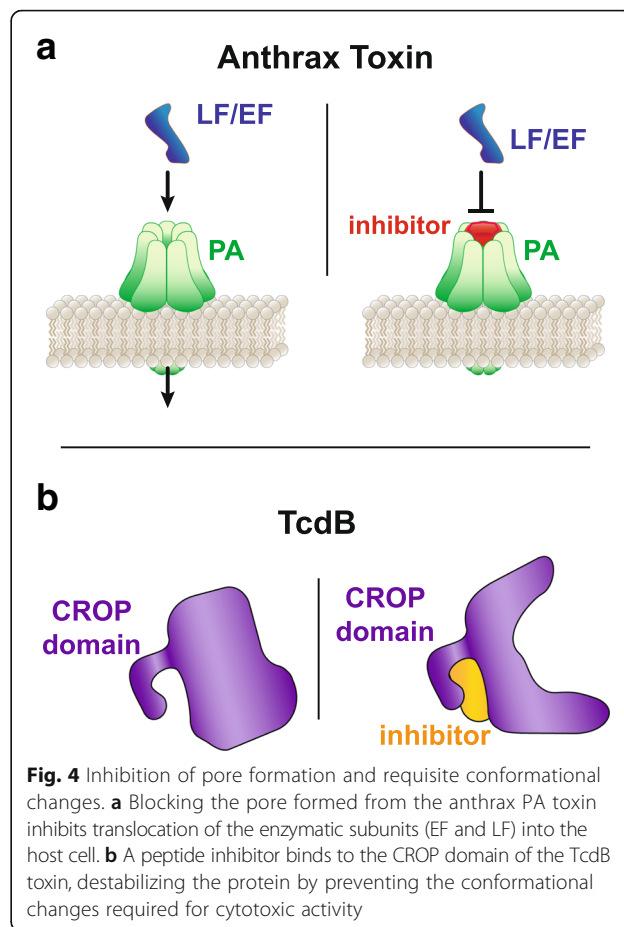 a
Anthrax Toxin
LF/EF
LF/EF
inhibitor
PA
PA
b
TcdB
CROP
domain
CROP
domain
inhibitor
Fig. 4 Inhibition of pore formation and requisite conformational
changes. a Blocking the pore formed from the anthrax PA toxin
inhibits translocation of the enzymatic subunits (EF and LF) into the
host cell. b A peptide inhibitor binds to the CROP domain of the TcdB
toxin, destabilizing the protein by preventing the conformational
changes required for cytotoxic activity